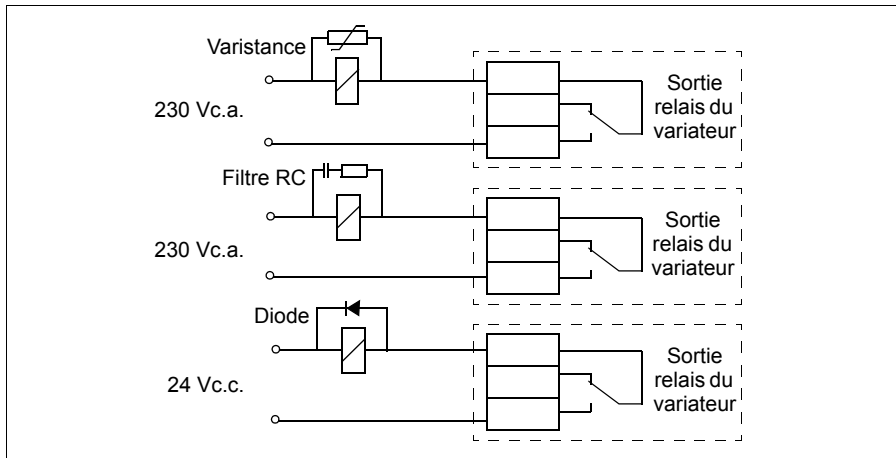 Varistance
230 Vc.a.
Sortie
relais du
variateur
Filtre RC
230 Vc.a.
Sortie
relais du
variateur
Diode
24 Vc.c.
Sortie
relais du
variateur